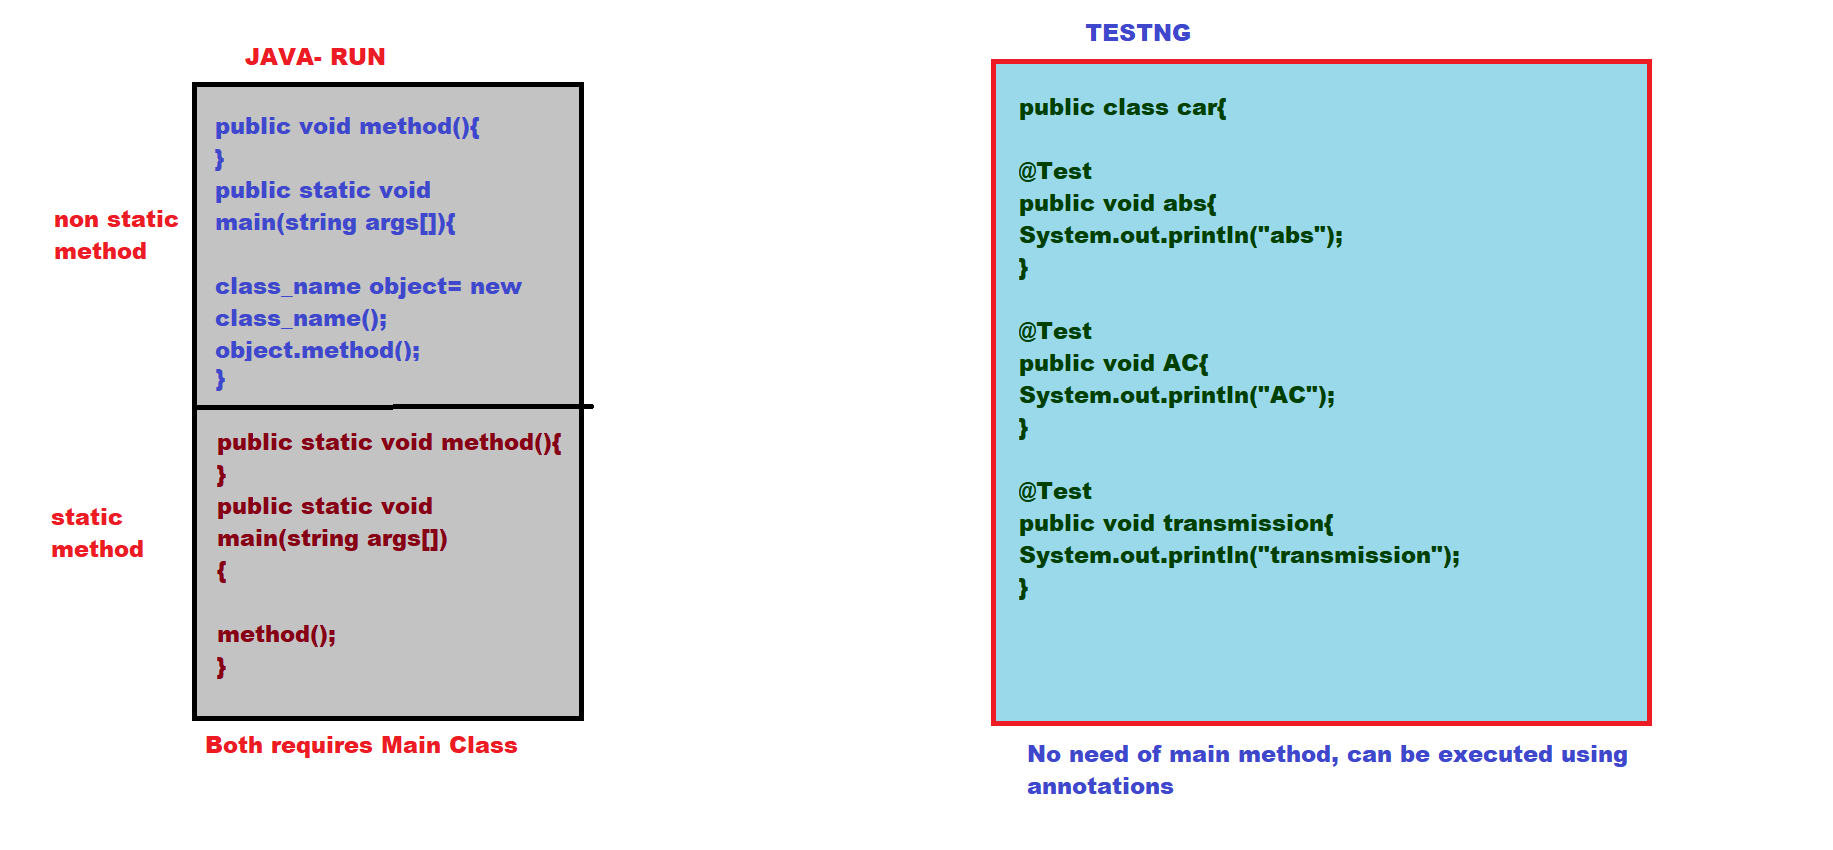 JAVA- RUN
non static
method
public void method(){
}
public static void
main(string args[]){
class_name object= new
class_name();
object.method();
}
static
method
public static void method(){
}
public static void
main(string args[])
{
method();
}
Both requires Main Class
TESTNG
public class car{
@Test
public void abs{
System.out.println("abs");
}
@Test
public void AC{
System.out.println("AC");
}
@Test
public void transmission{
System.out.println("transmission");
}
No need of main method, can be executed using
annotations